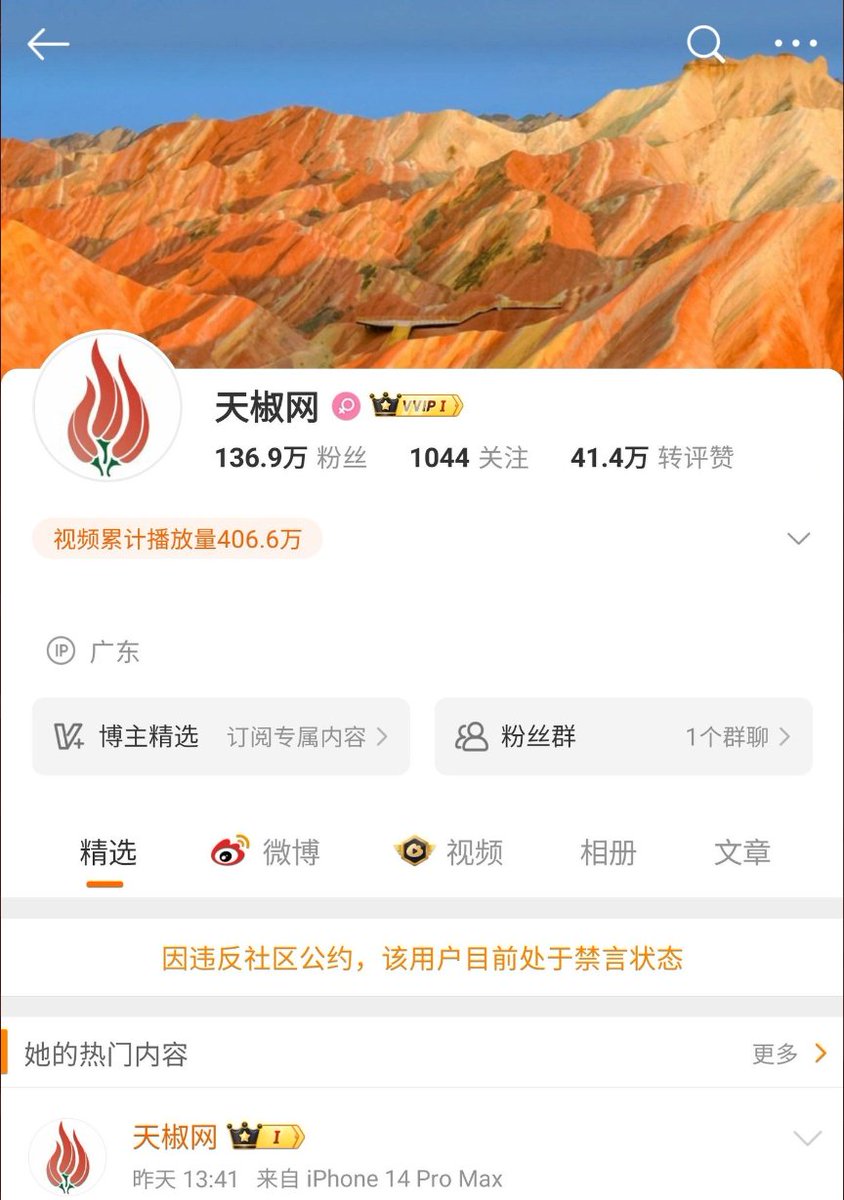 天椒网 VVIP I
136.9万 粉丝 1044 关注 41.4万 转评赞
视频累计播放量406.6万
IP 广东
V+ 博主精选 订阅专属内容
粉丝群 1个群聊
精选 微博 视频 相册 文章
因违反社区公约，该用户目前处于禁言状态
她的热门内容 更多
天椒网 I
昨天 13:41 来自 iPhone 14 Pro Max